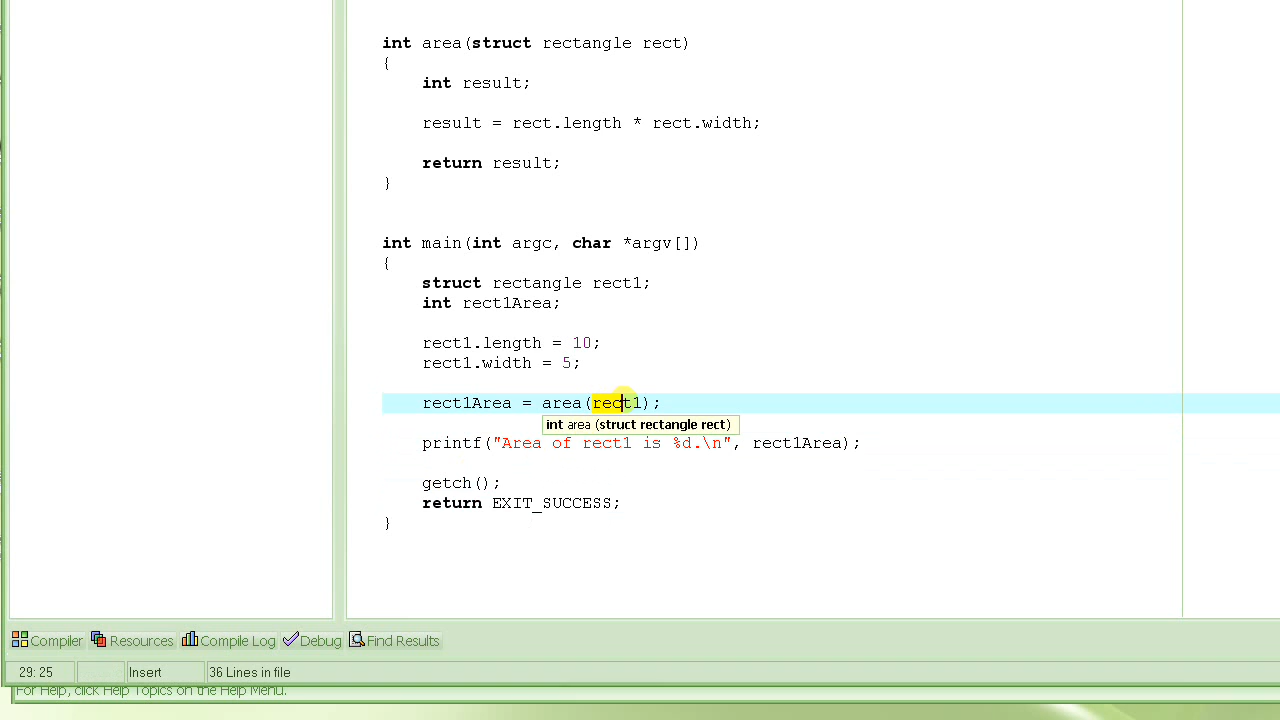 int area(struct rectangle rect)
{
int result;
result = rect.length * rect.width;
return result;
}
int main(int argc, char *argv[])
{
struct rectangle rect1;
int rect1Area;
rect1.length = 10;
rect1.width = 5;
rect1Area = area(rect1);
int area (struct rectangle rect)
printf("Area of rect1 is %d.\n", rect1Area);
getch();
return EXIT_SUCCESS;
}
Compiler Resources Compile Log Debug Find Results
29: 25 Insert 36 Lines in file
For Help, click Help Topics on the Help Menu.